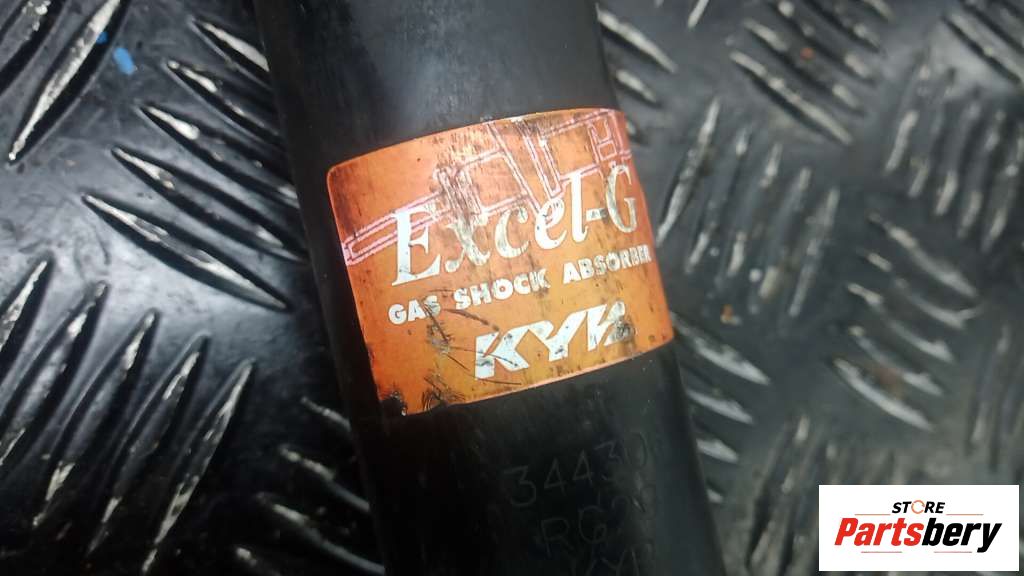 Excel-G
GAS SHOCK ABSORBER
KYB
STORE
Partsbery